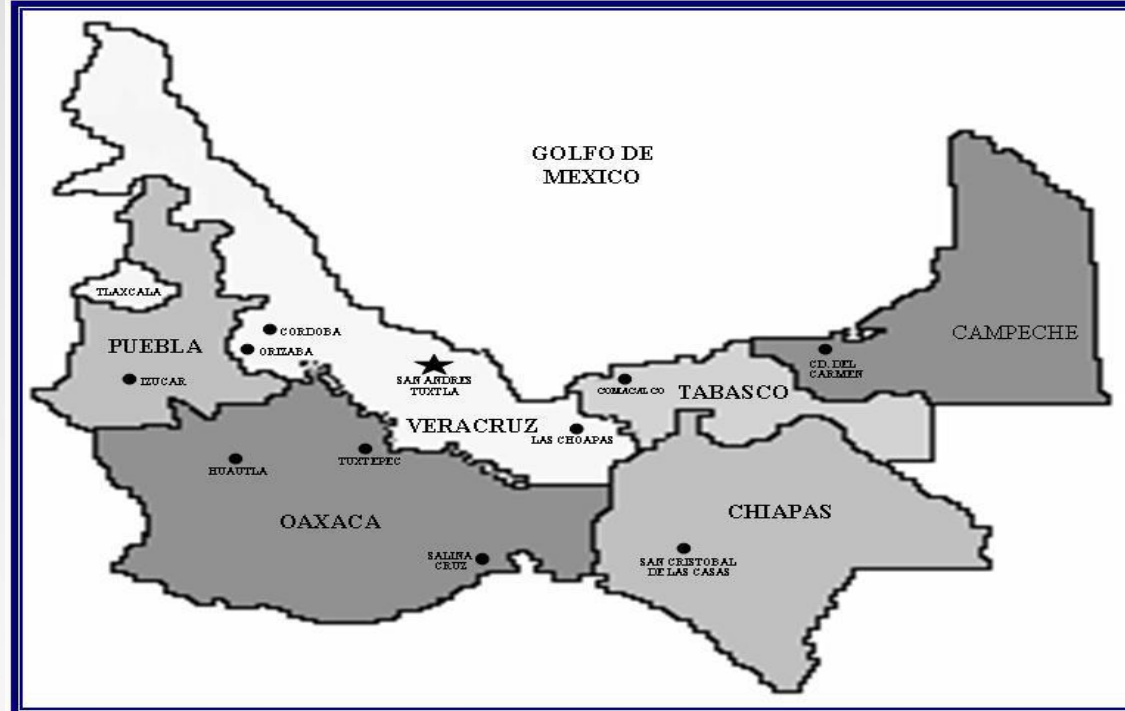 GOLFO DE
MEXICO
TLAXCALA
CORDOBA
PUEBLA
ORIZABA
CAMPECHE
IZUCAR
SAN ANDRES
TUXTLA
COMACALCO
TABASCO
CD. DEL
CARMEN
VERACRUZ
LAS CHOAPAS
HUAUTLA
TUXTEPEC
OAXACA
CHIAPAS
SALINA
CRUZ
SAN CRISTOBAL
DE LAS CASAS